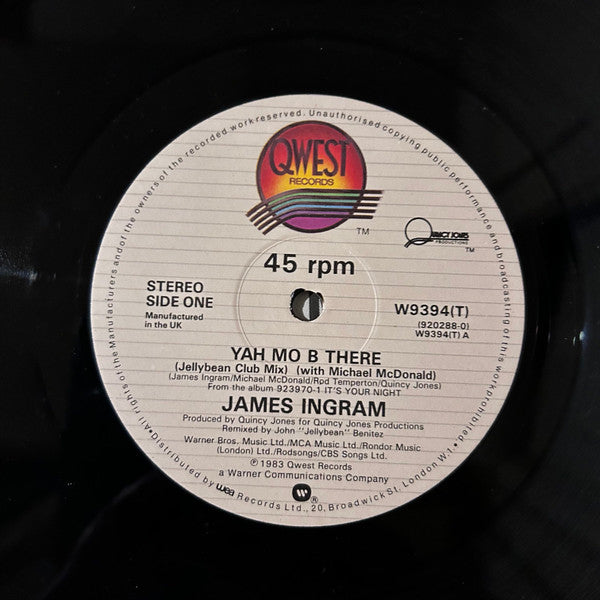 • All rights of the Manufacturers and of the owners of the recorded work reserved. Unauthorised copying public performance and broadcasting of this work prohibited •
QWEST
RECORDS
TM
QUINCY JONES
PRODUCTIONS
TM
45 rpm
STEREO
SIDE ONE
Manufactured
in the UK
W9394(T)
(920288-0)
W9394(T) A
YAH MO B THERE
(Jellybean Club Mix) (with Michael McDonald)
(James Ingram/Michael McDonald/Rod Temperton/Quincy Jones)
From the album 923970-1 IT'S YOUR NIGHT
JAMES INGRAM
Produced by Quincy Jones for Quincy Jones Productions
Remixed by John "Jellybean" Benitez
Warner Bros. Music Ltd./MCA Music Ltd./Rondor Music
(London) Ltd./Rodsongs/CBS Songs Ltd.
℗ 1983 Qwest Records
a Warner Communications Company
W ®
Distributed by wea Records Ltd., 20, Broadwick St, London W1.